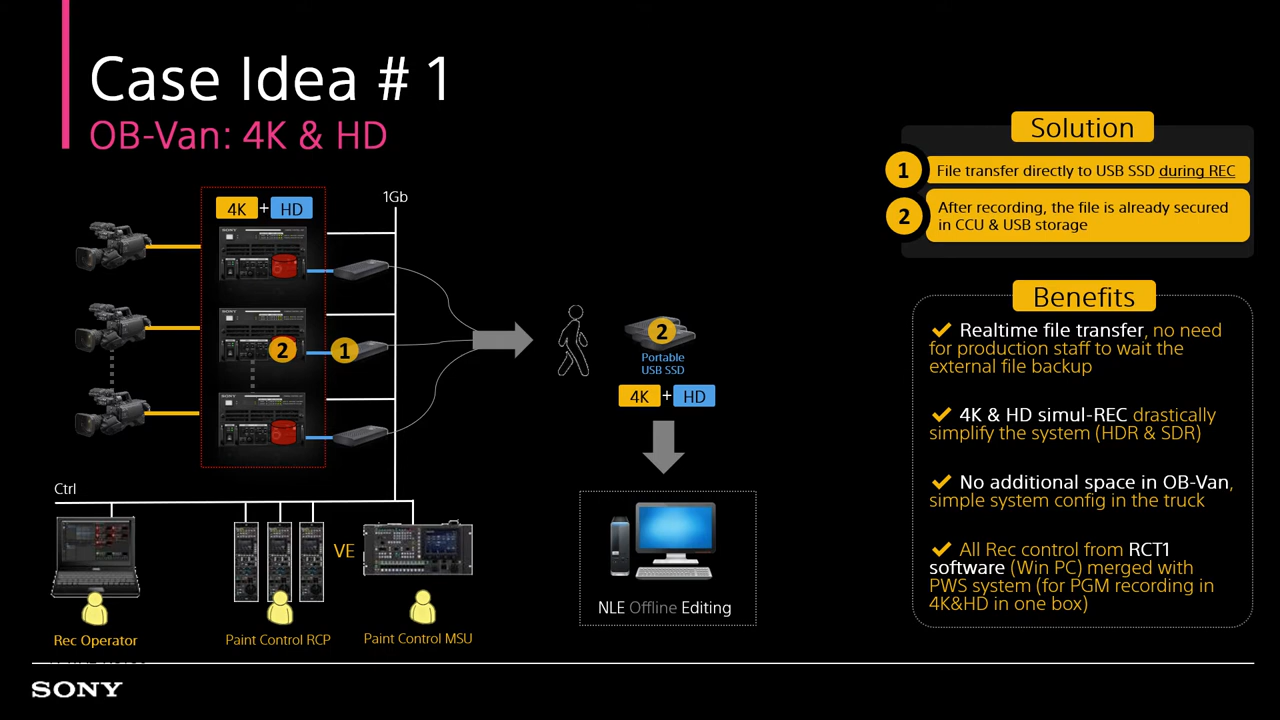 Case Idea # 1
OB-Van: 4K & HD
4K + HD
1Gb
2
1
Ctrl
VE
Rec Operator
Paint Control RCP
Paint Control MSU
2
Portable
USB SSD
4K + HD
NLE Offline Editing
Solution
1 File transfer directly to USB SSD during REC
2 After recording, the file is already secured
in CCU & USB storage
Benefits
Realtime file transfer, no need
for production staff to wait the
external file backup
4K & HD simul-REC drastically
simplify the system (HDR & SDR)
No additional space in OB-Van,
simple system config in the truck
All Rec control from RCT1
software (Win PC) merged with
PWS system (for PGM recording in
4K&HD in one box)
SONY